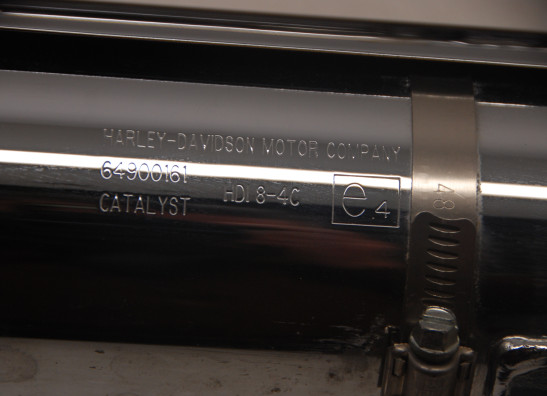 HARLEY-DAVIDSON MOTOR COMPANY
64900161
CATALYST HDI 8-4C
e4
48